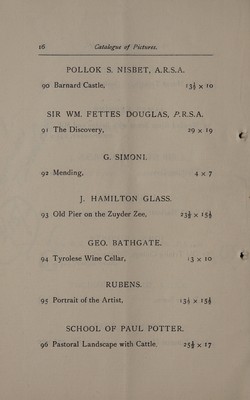 16 Catalogue of Pictures.
POLLOK S. NISBET, A.R.S.A.
90 Barnard Castle, 13½ × 10
SIR WM. FETTES DOUGLAS, P.R.S.A.
91 The Discovery, 29 × 19
G. SIMONI.
92 Mending, 4 × 7
J. HAMILTON GLASS.
93 Old Pier on the Zuyder Zee, 23½ × 15½
GEO. BATHGATE.
94 Tyrolese Wine Cellar, 13 × 10
RUBENS.
95 Portrait of the Artist, 13½ × 15½
SCHOOL OF PAUL POTTER.
96 Pastoral Landscape with Cattle. 25½ × 17